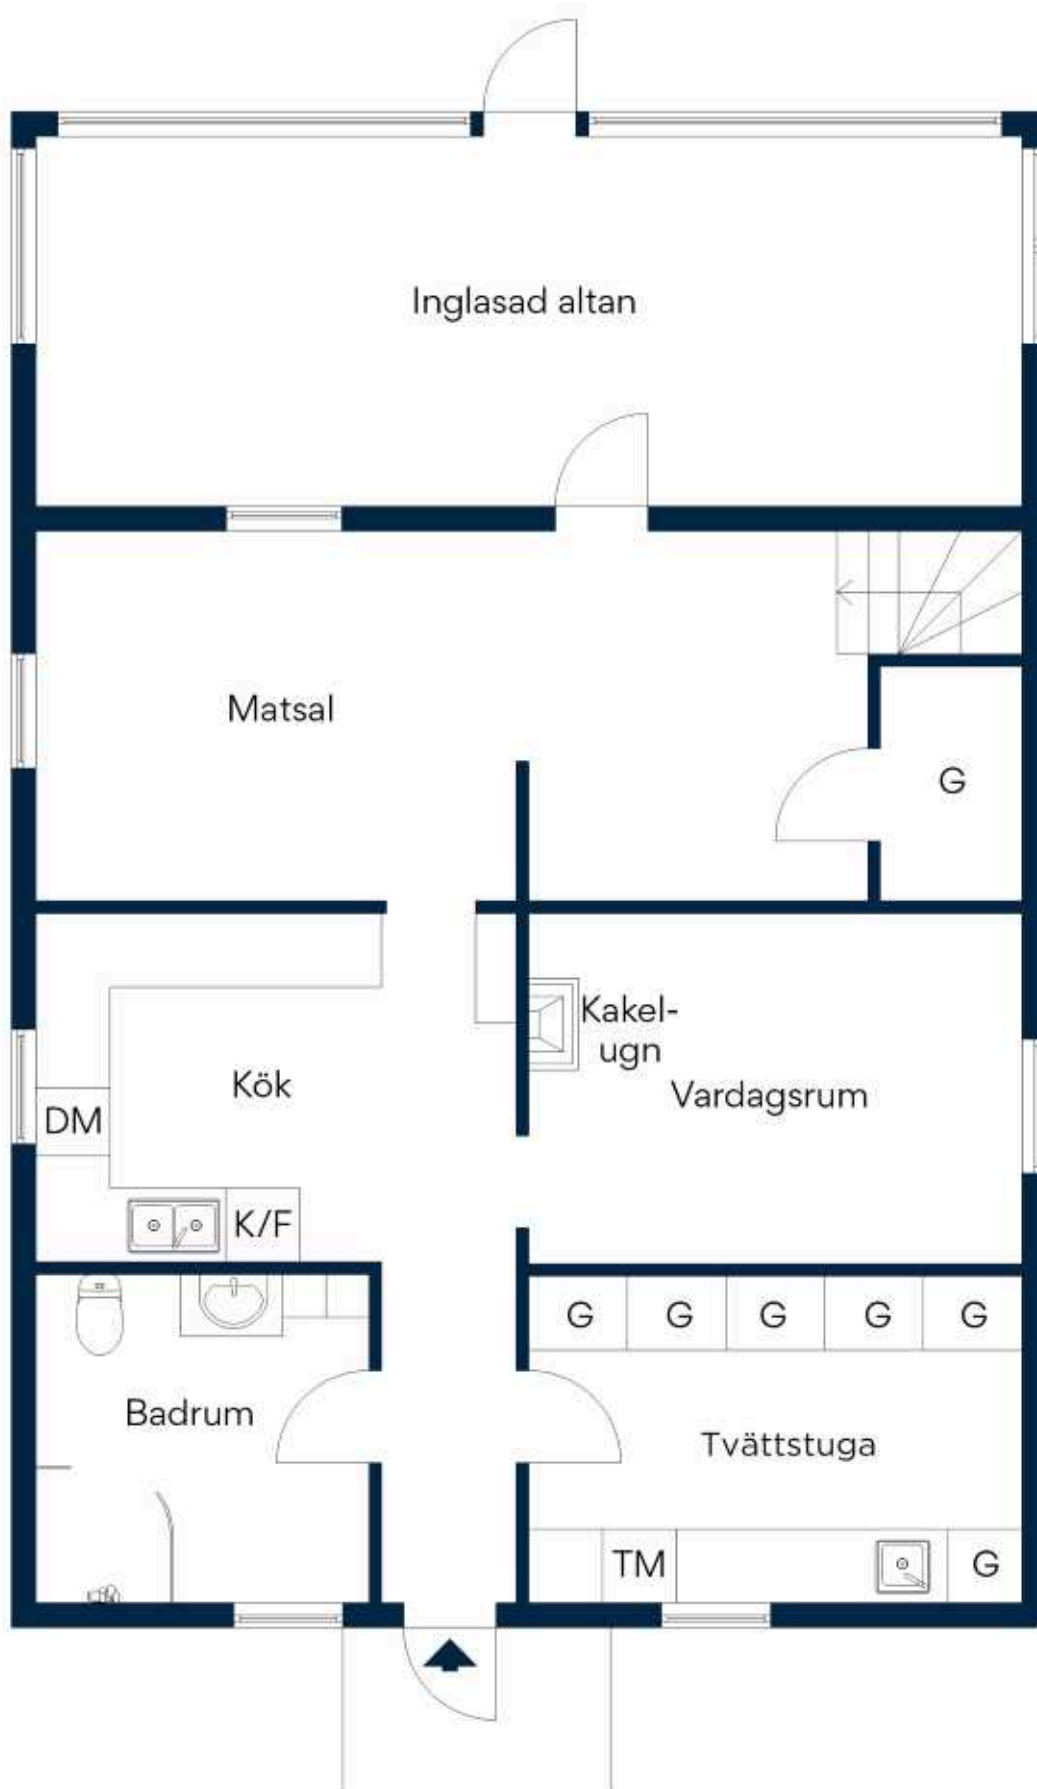 Inglasad altan
Matsal
G
Kakel-
ugn
Kök
Vardagsrum
DM
K/F
G G G G G
Badrum
Tvättstuga
TM
G